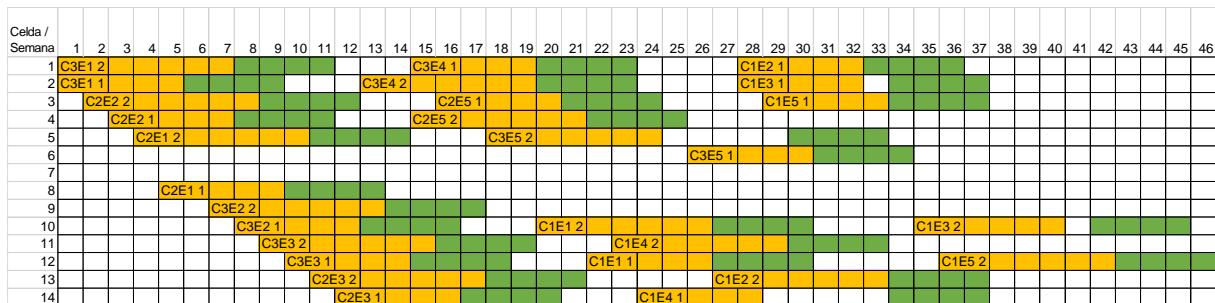 Celda /
Semana 1 2 3 4 5 6 7 8 9 10 11 12 13 14 15 16 17 18 19 20 21 22 23 24 25 26 27 28 29 30 31 32 33 34 35 36 37 38 39 40 41 42 43 44 45 46
1 C3E1 2 C3E4 1 C1E2 1
2 C3E1 1 C3E4 2 C1E3 1
3 C2E2 2 C2E5 1 C1E5 1
4 C2E2 1 C2E5 2
5 C2E1 2 C3E5 2
6 C3E5 1
7
8 C2E1 1
9 C3E2 2
10 C3E2 1 C1E1 2 C1E3 2
11 C3E3 2 C1E4 2
12 C3E3 1 C1E1 1 C1E5 2
13 C2E3 2 C1E2 2
14 C2E3 1 C1E4 1